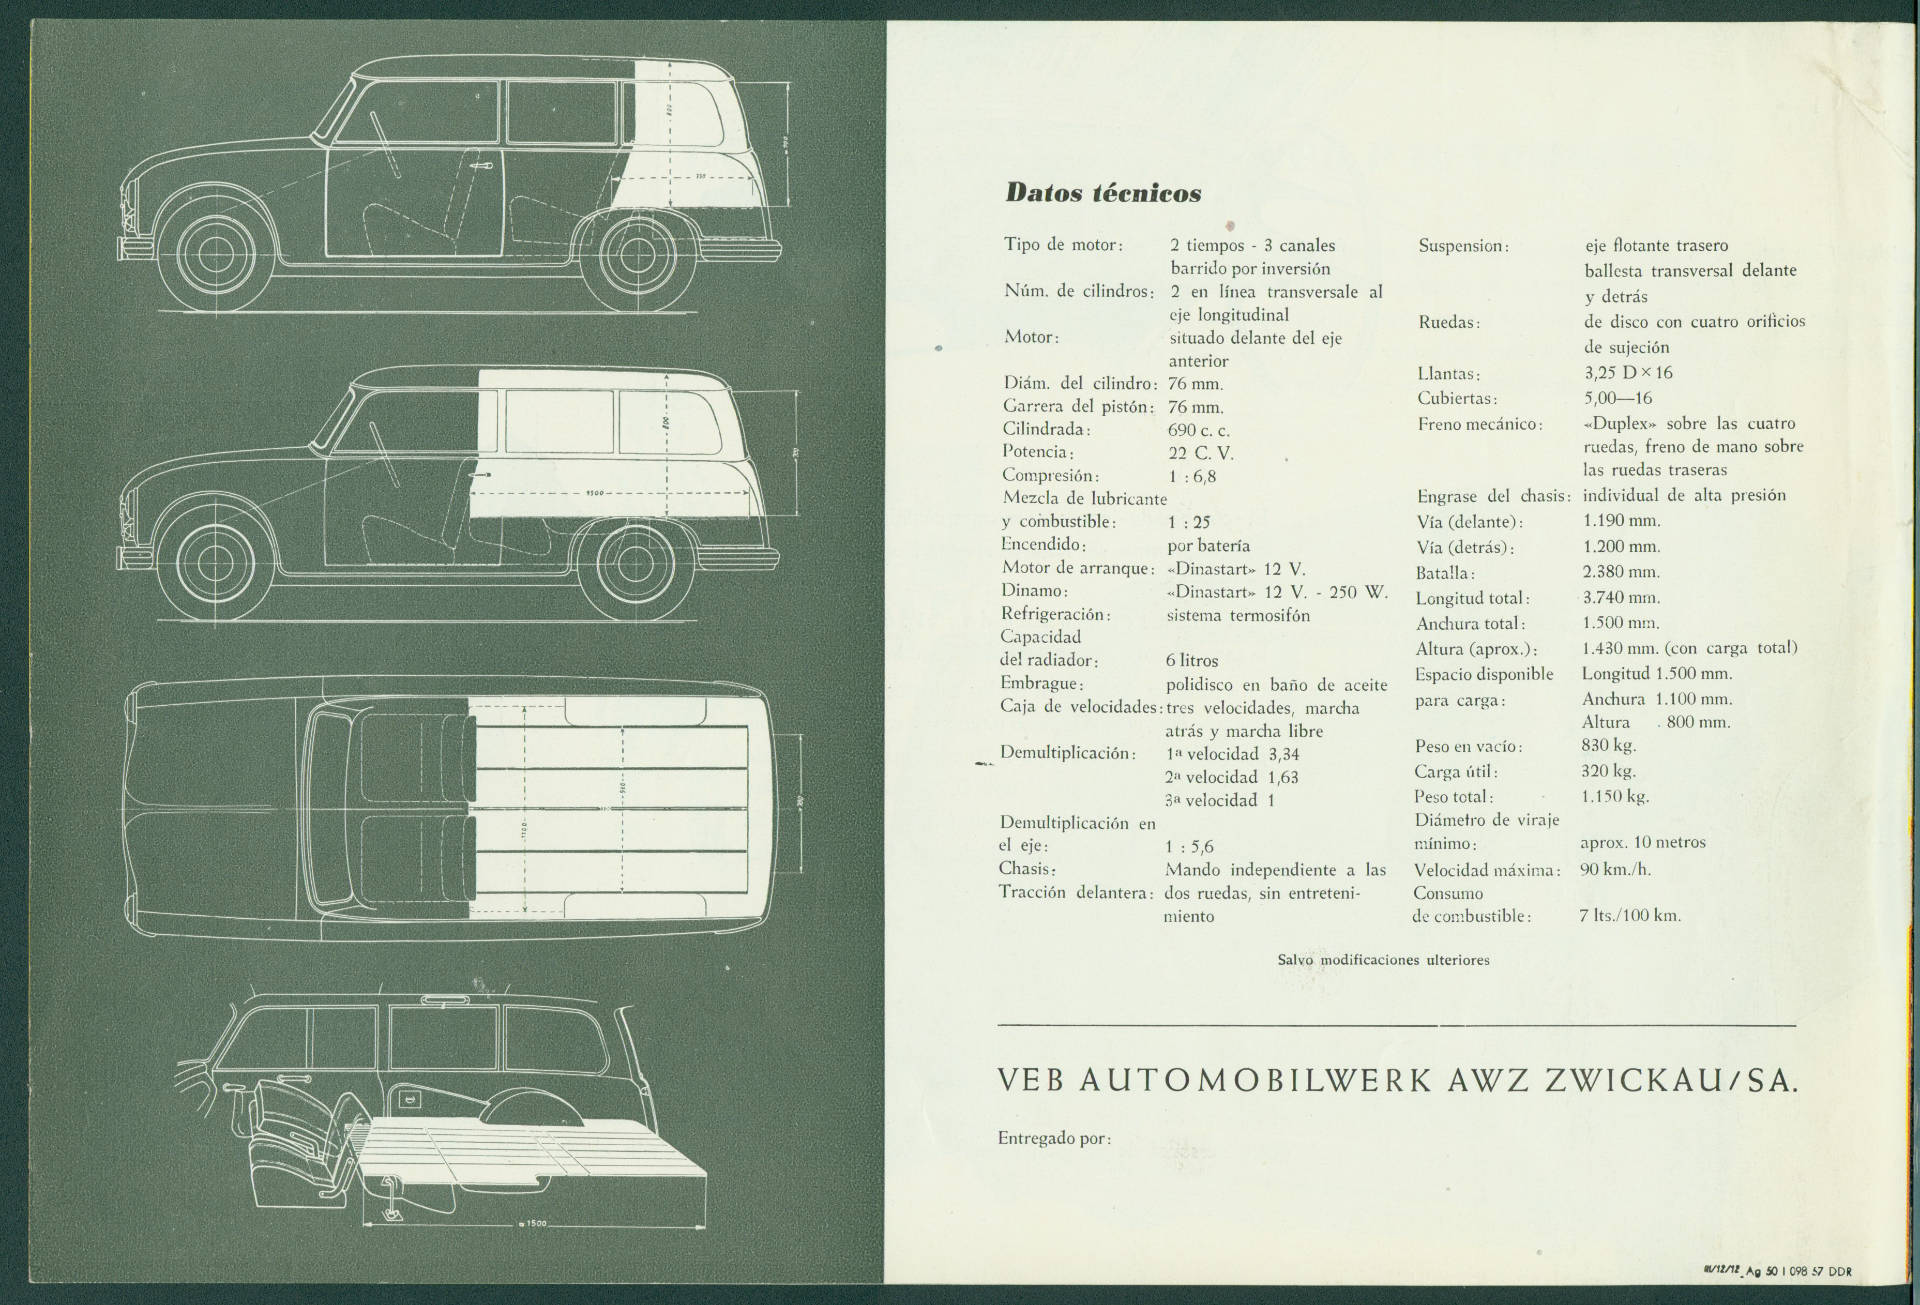 Datos técnicos
Tipo de motor: 2 tiempos - 3 canales
barrido por inversión
Núm. de cilindros: 2 en línea transversale al
eje longitudinal
Motor: situado delante del eje
anterior
Diám. del cilindro: 76 mm.
Carrera del pistón: 76 mm.
Cilindrada: 690 c. c.
Potencia: 22 C. V.
Compresión: 1 : 6,8
Mezcla de lubricante
y combustible: 1 : 25
Encendido: por batería
Motor de arranque: «Dinastart» 12 V.
Dínamo: «Dinastart» 12 V. - 250 W.
Refrigeración: sistema termosifón
Capacidad
del radiador: 6 litros
Embrague: polidisco en baño de aceite
Caja de velocidades: tres velocidades, marcha
atrás y marcha libre
Demultiplicación: 1ª velocidad 3,34
2ª velocidad 1,63
3ª velocidad 1
Demultiplicación en
el eje: 1 : 5,6
Chasis: Mando independiente a las
Tracción delantera: dos ruedas, sin entreteni-
miento
Suspension: eje flotante trasero
ballesta transversal delante
y detrás
Ruedas: de disco con cuatro orificios
de sujeción
Llantas: 3,25 D × 16
Cubiertas: 5,00—16
Freno mecánico: «Duplex» sobre las cuatro
ruedas, freno de mano sobre
las ruedas traseras
Engrase del chasis: individual de alta presión
Vía (delante): 1.190 mm.
Vía (detrás): 1.200 mm.
Batalla: 2.380 mm.
Longitud total: 3.740 mm.
Anchura total: 1.500 mm.
Altura (aprox.): 1.430 mm. (con carga total)
Espacio disponible Longitud 1.500 mm.
para carga: Anchura 1.100 mm.
Altura 800 mm.
Peso en vacío: 830 kg.
Carga útil: 320 kg.
Peso total: 1.150 kg.
Diámetro de viraje
mínimo: aprox. 10 metros
Velocidad máxima: 90 km./h.
Consumo
de combustible: 7 lts./100 km.
Salvo modificaciones ulteriores
VEB AUTOMOBILWERK AWZ ZWICKAU/SA.
Entregado por:
III/12/12 Ag 50 | 098 57 DDR
800
800
1500
1100
≈ 1500